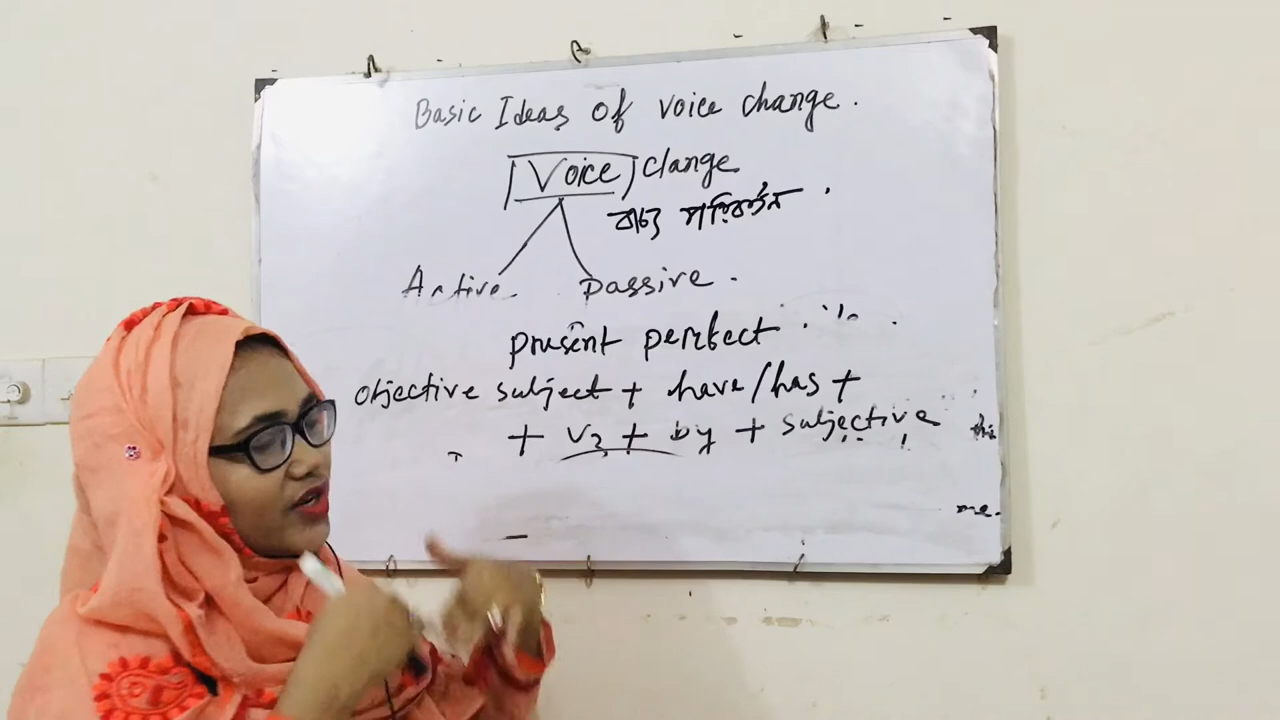 Basic Ideas of voice change.
Voice change
বাচ্য পরিবর্তন .
Active. passive.
present perfect
objective subject + have/has +
+ V3 + by + subjective
this
me.